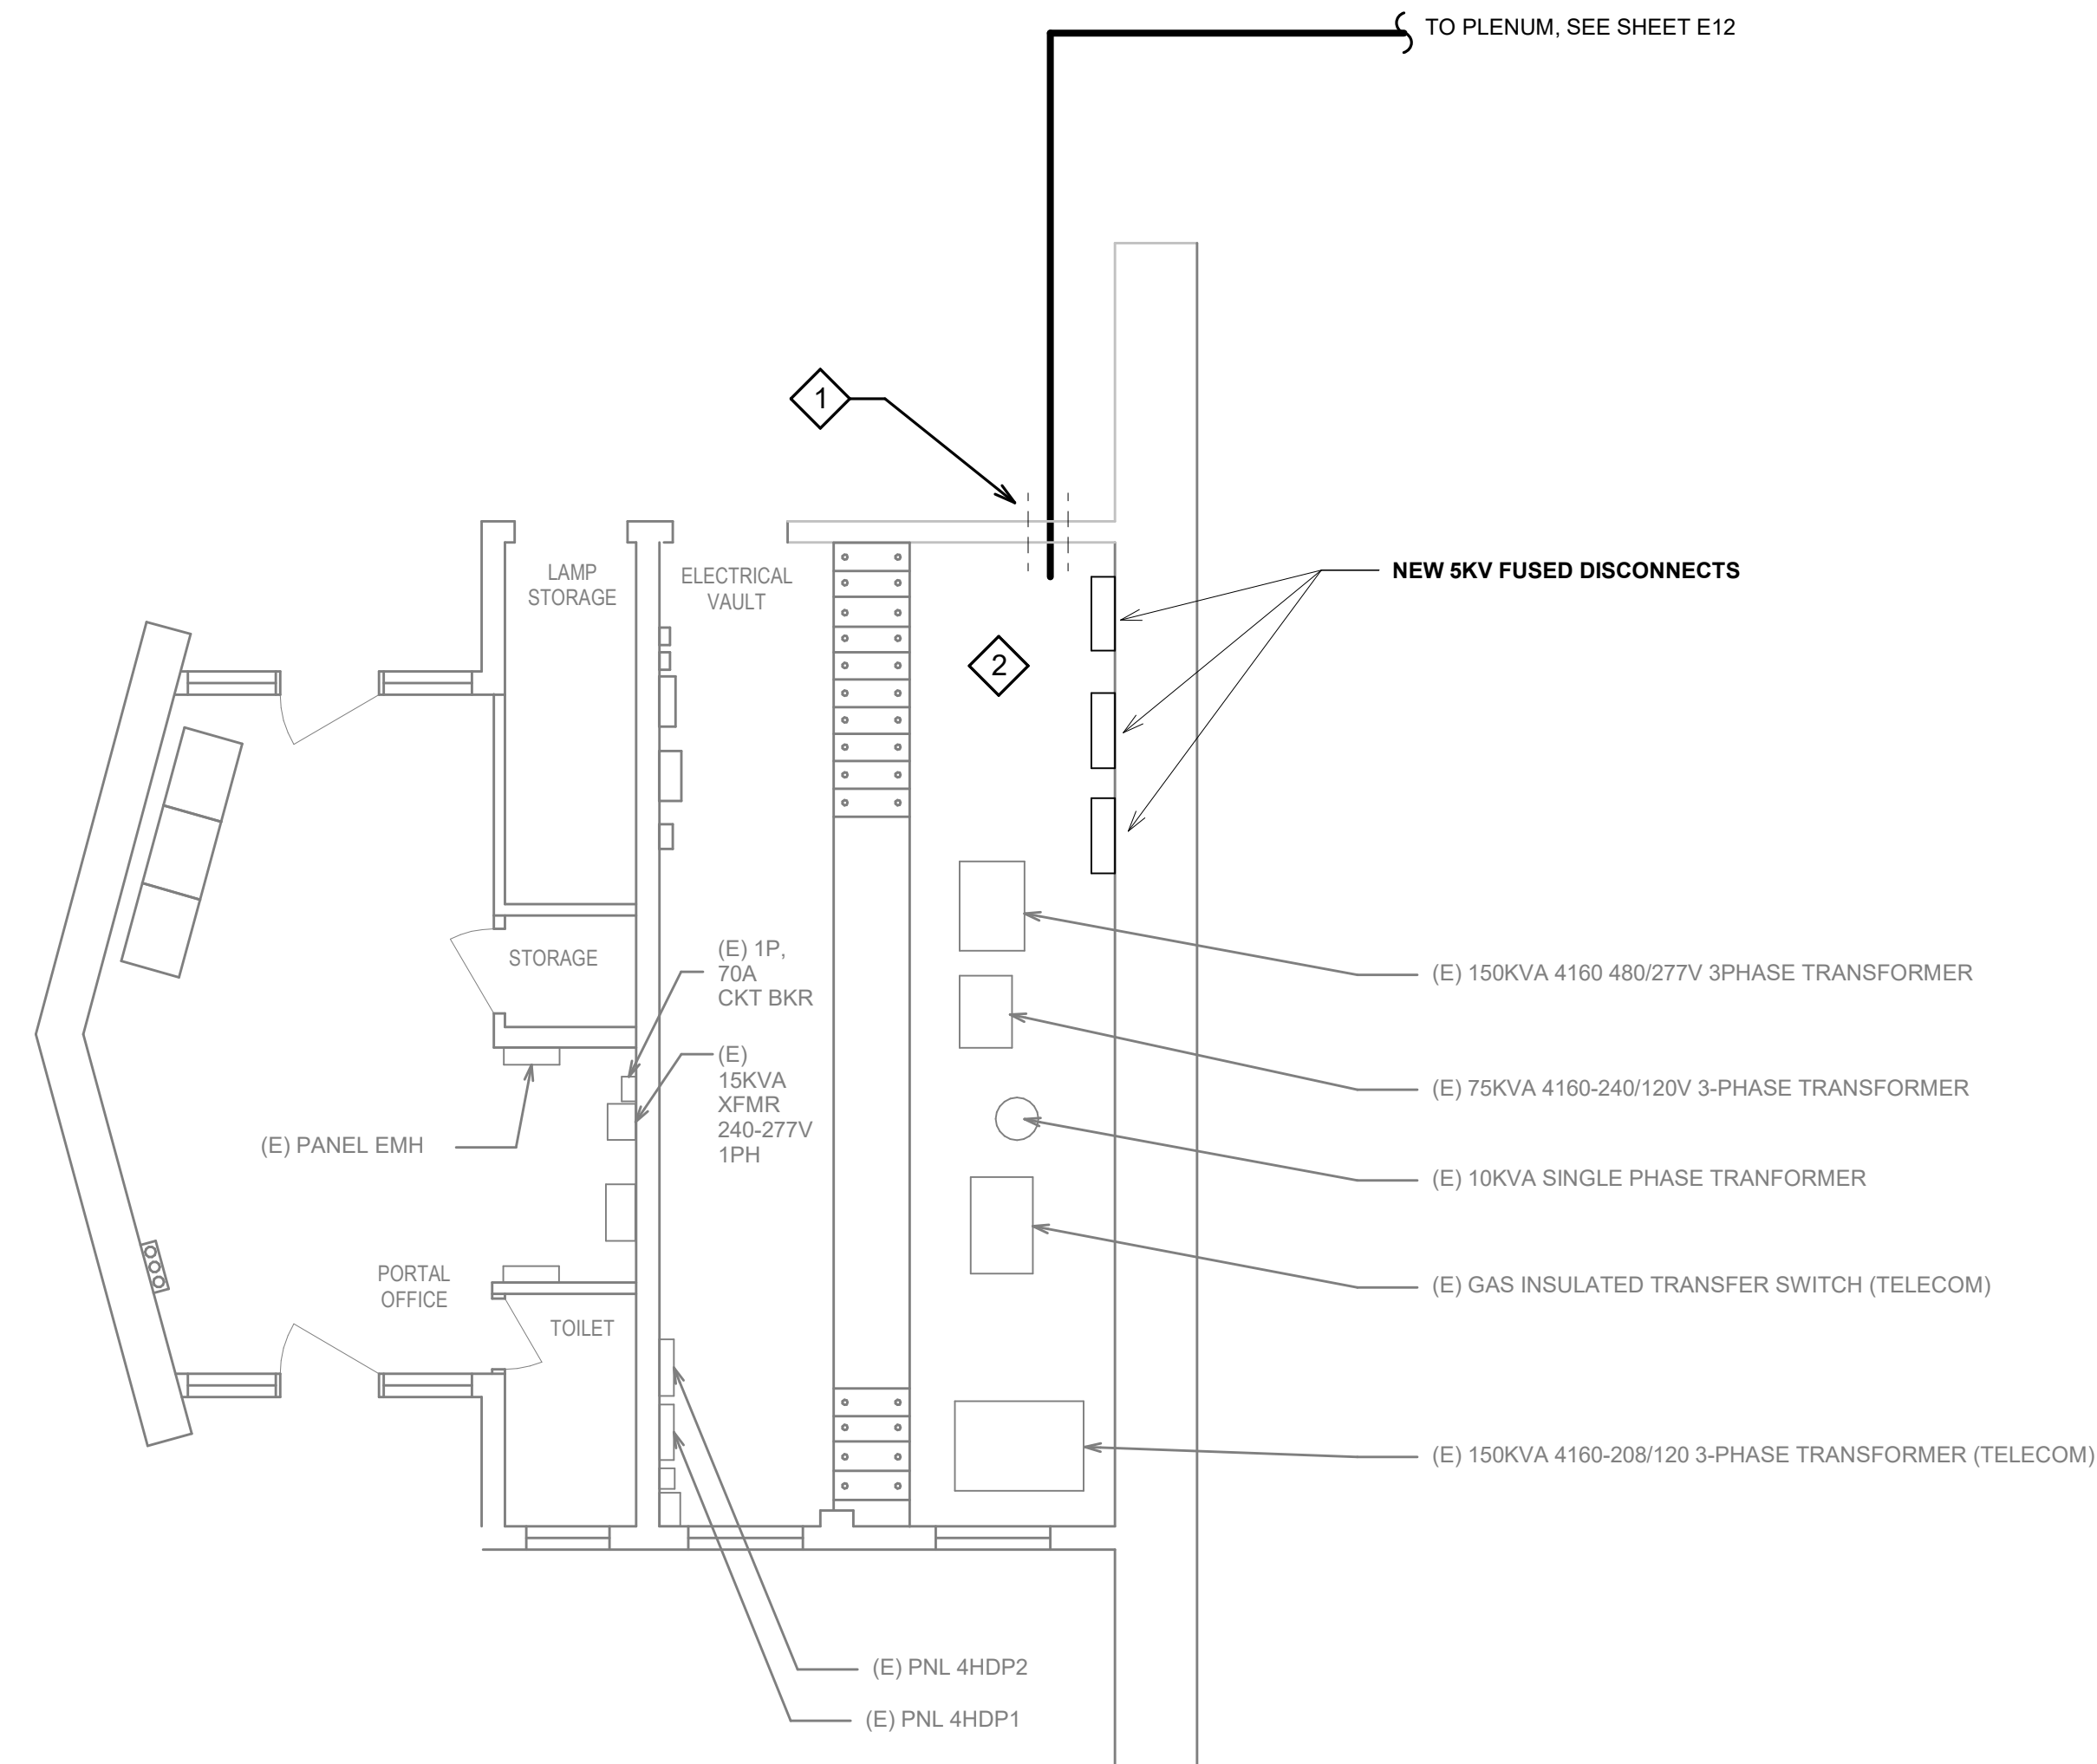 TO PLENUM, SEE SHEET E12
1
NEW 5KV FUSED DISCONNECTS
LAMP
STORAGE
ELECTRICAL
VAULT
2
STORAGE
(E) 1P,
70A
CKT BKR
(E) 150KVA 4160 480/277V 3PHASE TRANSFORMER
(E)
15KVA
XFMR
240-277V
1PH
(E) 75KVA 4160-240/120V 3-PHASE TRANSFORMER
(E) PANEL EMH
(E) 10KVA SINGLE PHASE TRANFORMER
PORTAL
OFFICE
(E) GAS INSULATED TRANSFER SWITCH (TELECOM)
TOILET
(E) 150KVA 4160-208/120 3-PHASE TRANSFORMER (TELECOM)
(E) PNL 4HDP2
(E) PNL 4HDP1